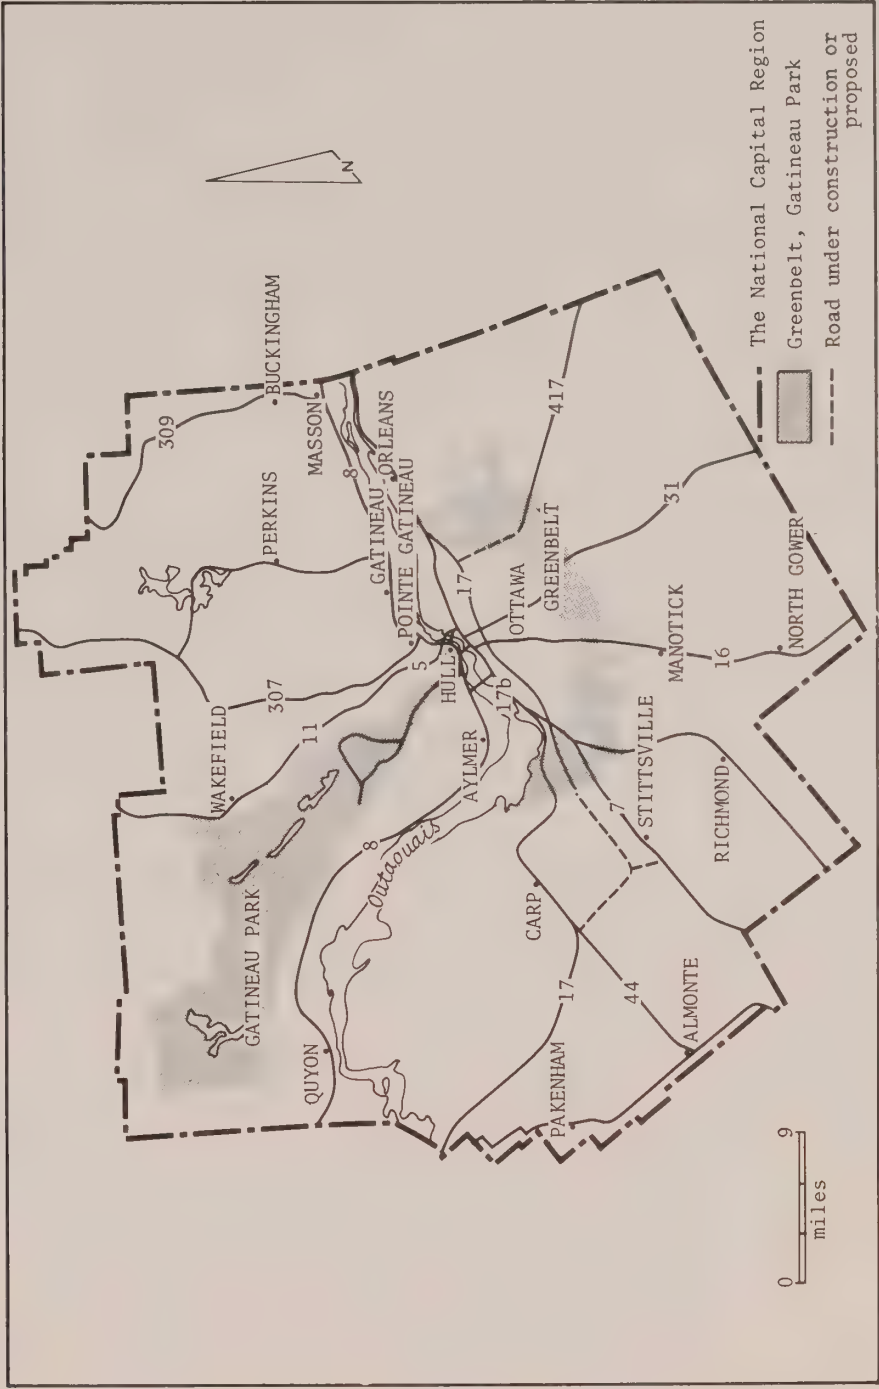 309
BUCKINGHAM
MASSON
8
ORLEANS
PERKINS
GATINEAU
POINTE GATINEAU
417
31
307
5
17
OTTAWA
GREENBELT
WAKEFIELD
11
HULL
17b
MANOTICK
16
NORTH GOWER
AYLMER
8
Outaouais
7
STITTSVILLE
RICHMOND
GATINEAU PARK
CARP
QUYON
17
44
PAKENHAM
ALMONTE
N
The National Capital Region
Greenbelt, Gatineau Park
Road under construction or
proposed
0 9
miles